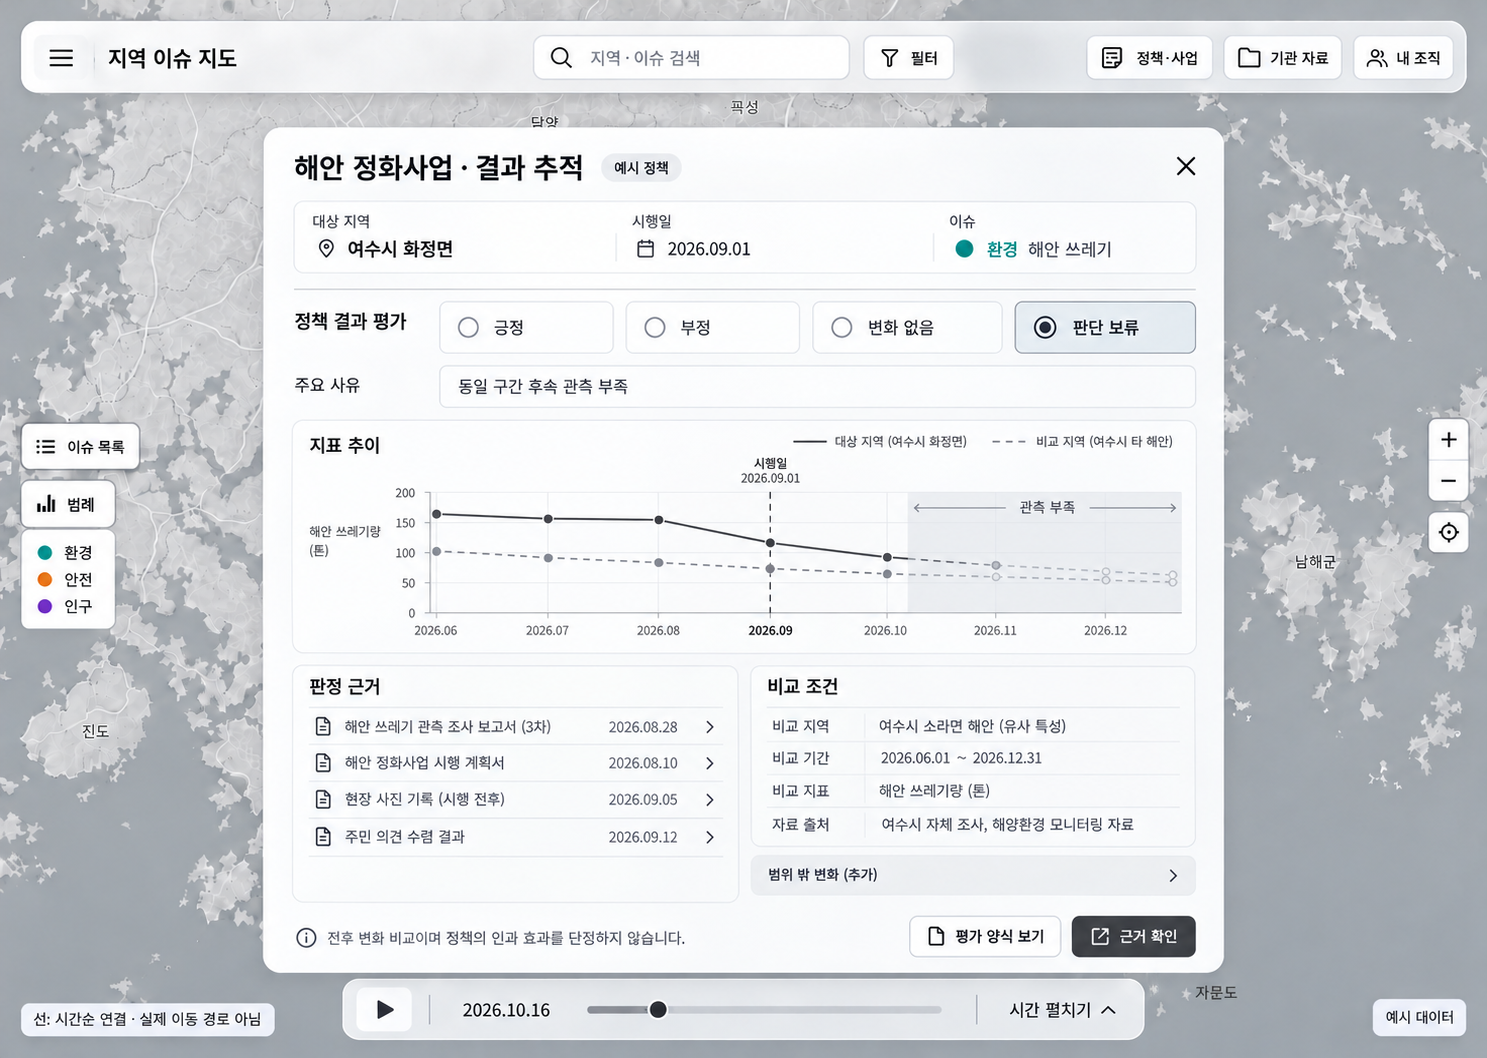 지역 이슈 지도
지역 · 이슈 검색
필터
정책·사업
기관 자료
내 조직
곡성
담양
해안 정화사업 · 결과 추적
예시 정책
대상 지역
여수시 화정면
시행일
2026.09.01
이슈
환경 해안 쓰레기
정책 결과 평가
긍정
부정
변화 없음
판단 보류
주요 사유
동일 구간 후속 관측 부족
이슈 목록
범례
환경
안전
인구
지표 추이
대상 지역 (여수시 화정면)
비교 지역 (여수시 타 해안)
시행일
2026.09.01
관측 부족
해안 쓰레기량
(톤)
200
150
100
50
0
2026.06
2026.07
2026.08
2026.09
2026.10
2026.11
2026.12
남해군
진도
판정 근거
해안 쓰레기 관측 조사 보고서 (3차) 2026.08.28
해안 정화사업 시행 계획서 2026.08.10
현장 사진 기록 (시행 전후) 2026.09.05
주민 의견 수렴 결과 2026.09.12
비교 조건
비교 지역 여수시 소라면 해안 (유사 특성)
비교 기간 2026.06.01 ~ 2026.12.31
비교 지표 해안 쓰레기량 (톤)
자료 출처 여수시 자체 조사, 해양환경 모니터링 자료
범위 밖 변화 (추가)
전후 변화 비교이며 정책의 인과 효과를 단정하지 않습니다.
평가 양식 보기
근거 확인
자문도
선: 시간순 연결 · 실제 이동 경로 아님
2026.10.16
시간 펼치기
예시 데이터